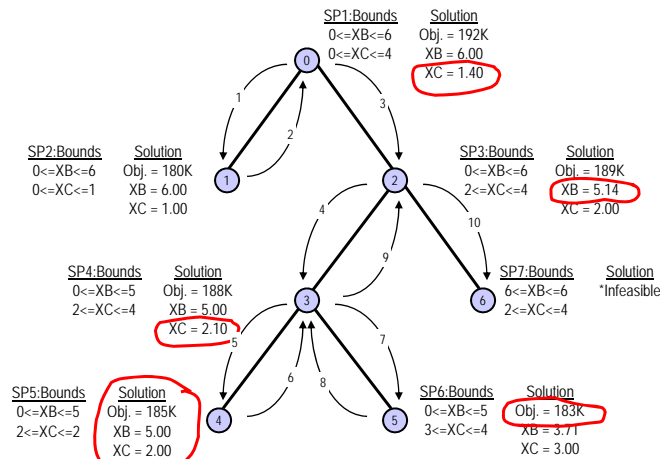 SP1:Bounds Solution
0<=XB<=6 Obj. = 192K
0<=XC<=4 XB = 6.00
XC = 1.40
0
1
2
3
SP2:Bounds Solution
0<=XB<=6 Obj. = 180K
0<=XC<=1 XB = 6.00
XC = 1.00
1
2
SP3:Bounds Solution
0<=XB<=6 Obj. = 189K
2<=XC<=4 XB = 5.14
XC = 2.00
4
9
10
SP4:Bounds Solution
0<=XB<=5 Obj. = 188K
2<=XC<=4 XB = 5.00
XC = 2.10
3
6
SP7:Bounds Solution
6<=XB<=6 *Infeasible
2<=XC<=4
5
6
8
7
SP5:Bounds Solution
0<=XB<=5 Obj. = 185K
2<=XC<=2 XB = 5.00
XC = 2.00
4
5
SP6:Bounds Solution
0<=XB<=5 Obj. = 183K
3<=XC<=4 XB = 3.71
XC = 3.00